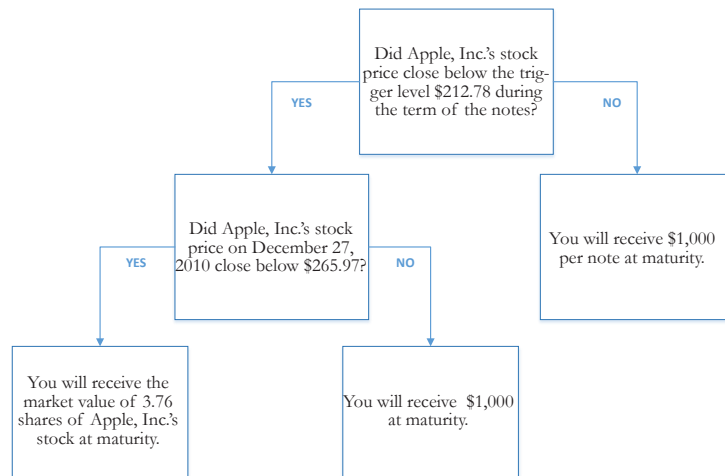 Did Apple, Inc.'s stock
price close below the trig-
ger level $212.78 during
the term of the notes?
YES
NO
Did Apple, Inc.'s stock
price on December 27,
2010 close below $265.97?
You will receive $1,000
per note at maturity.
YES
NO
You will receive the
market value of 3.76
shares of Apple, Inc.'s
stock at maturity.
You will receive $1,000
at maturity.